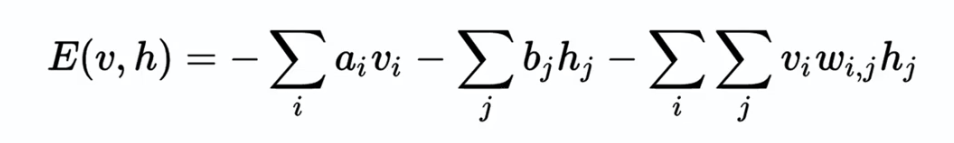 E(v, h) = −∑_i a_i v_i − ∑_j b_j h_j − ∑_i ∑_j v_i w_{i,j} h_j